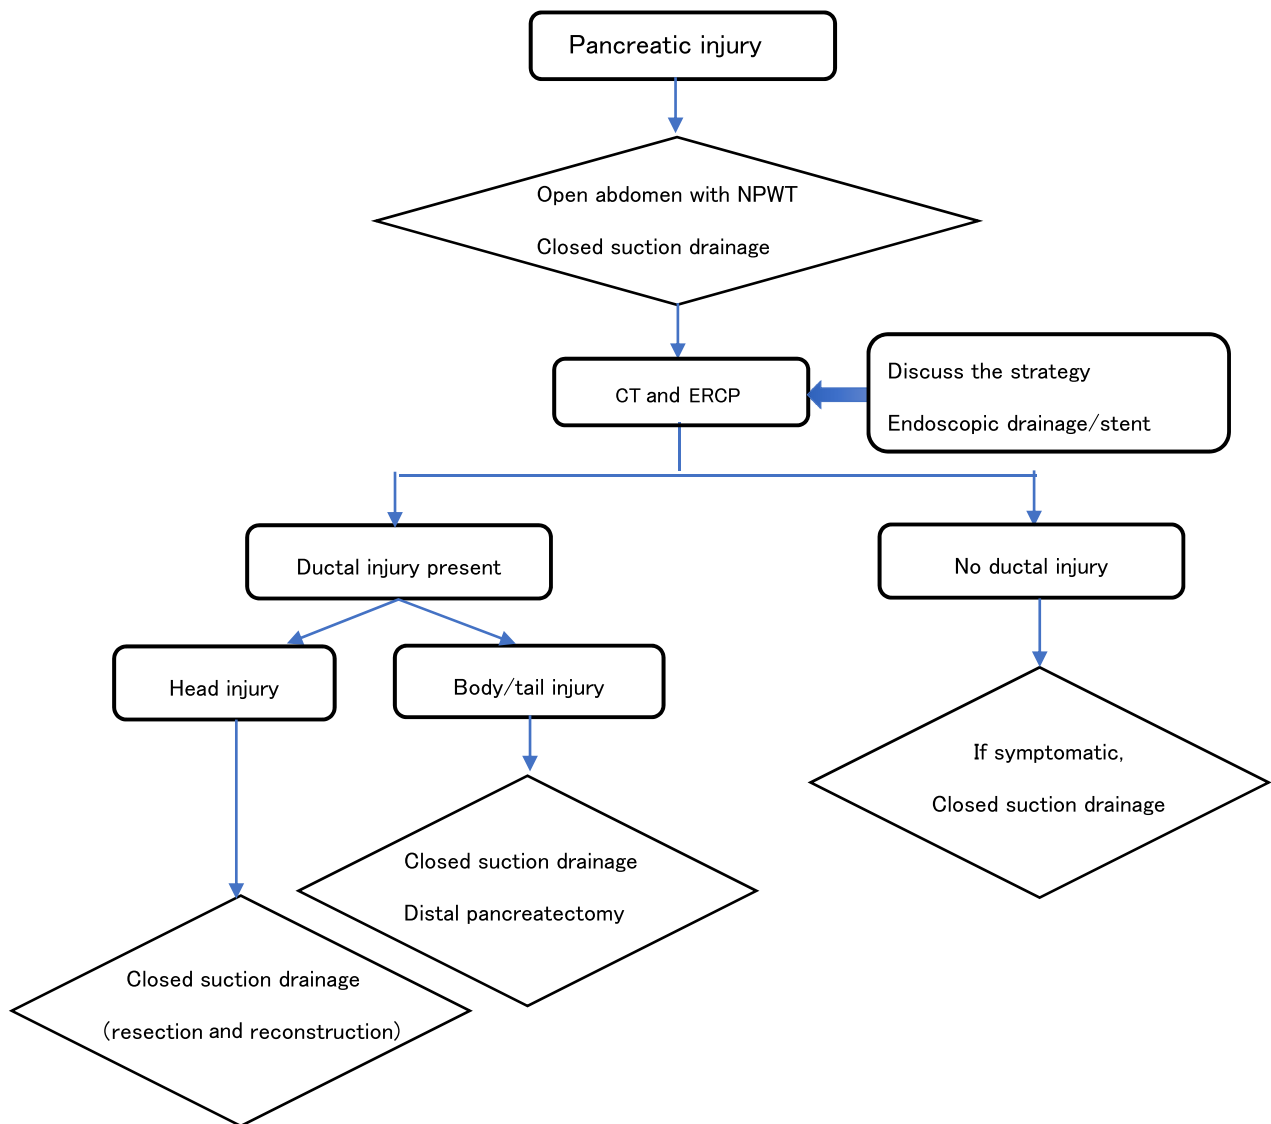 Pancreatic injury
Open abdomen with NPWT
Closed suction drainage
CT and ERCP
Discuss the strategy
Endoscopic drainage/stent
Ductal injury present
No ductal injury
Head injury
Body/tail injury
If symptomatic,
Closed suction drainage
Closed suction drainage
Distal pancreatectomy
Closed suction drainage
(resection and reconstruction)